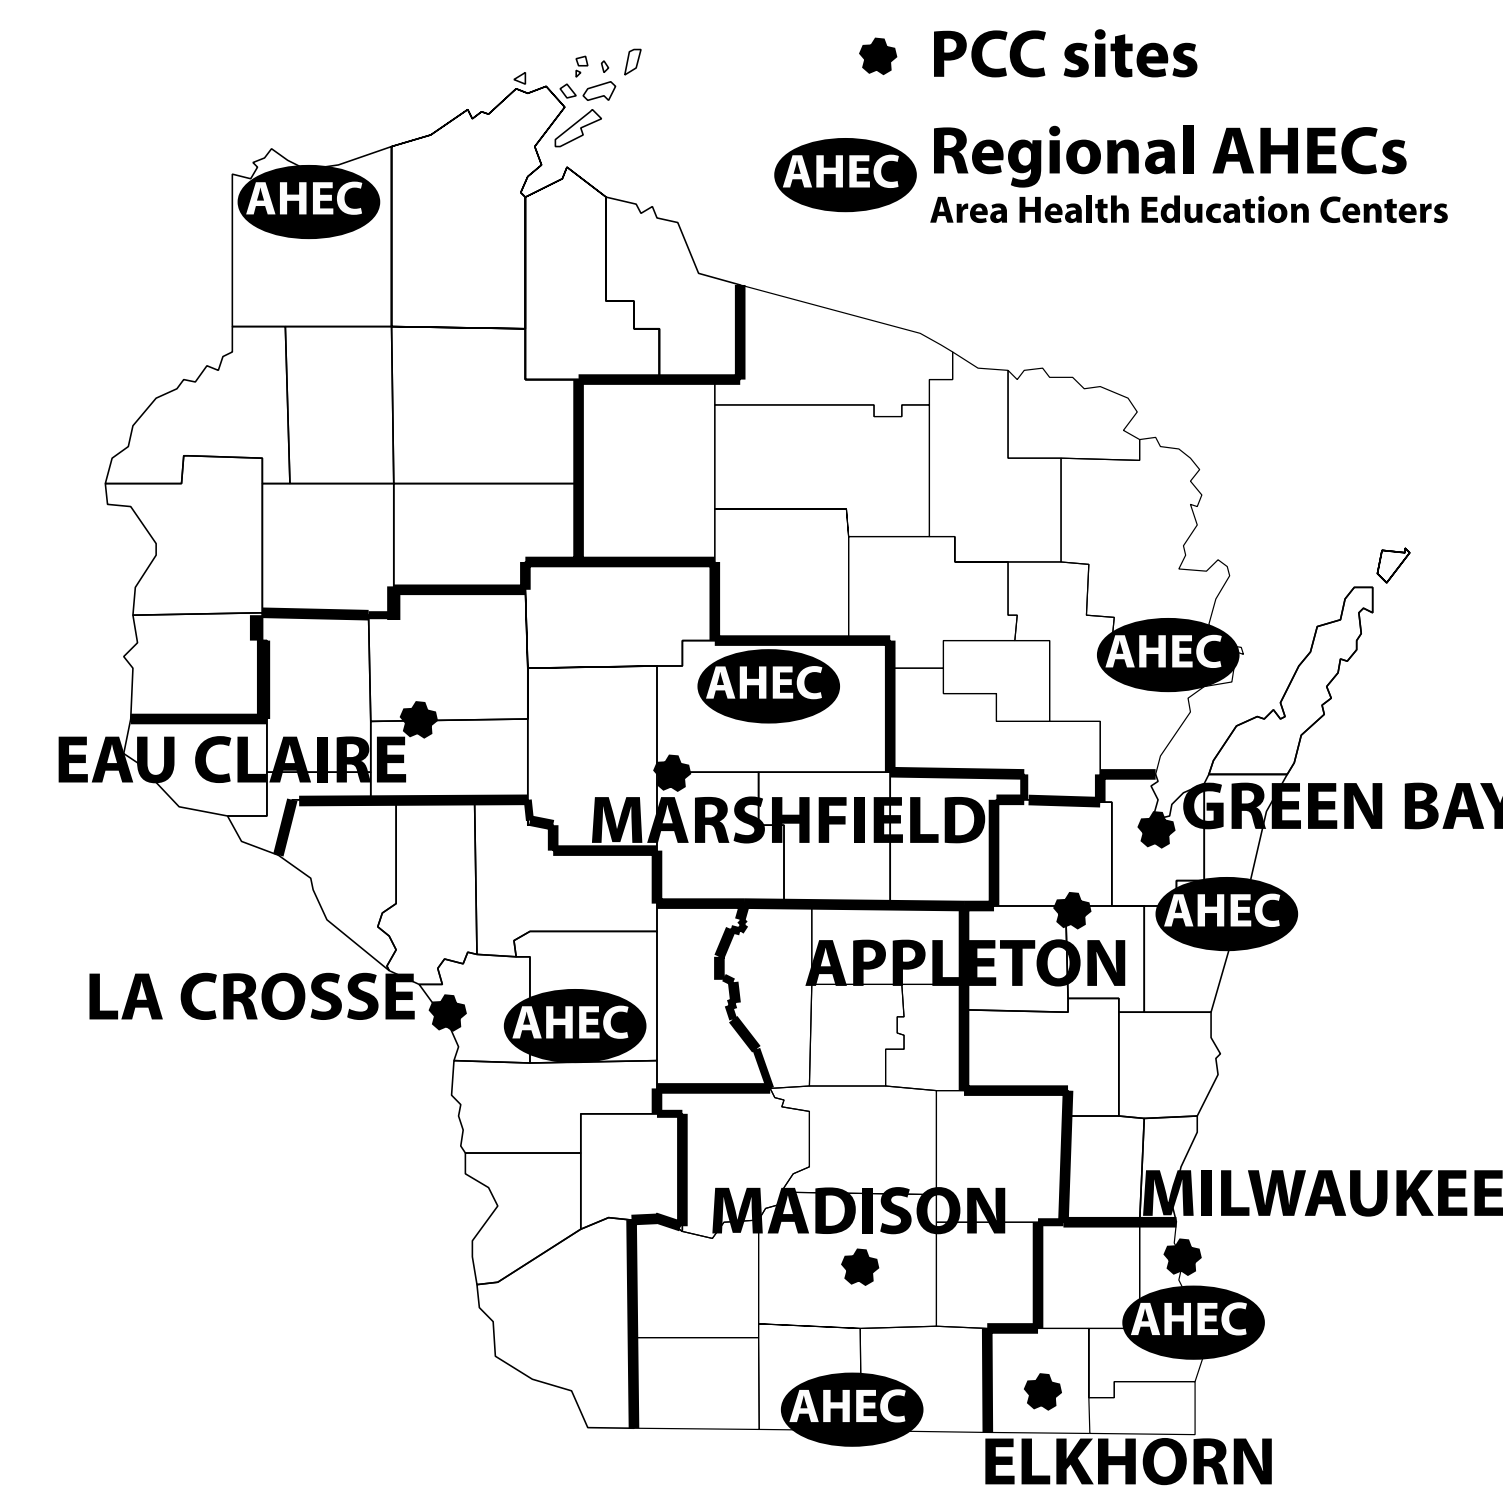 PCC sites
AHEC
Regional AHECs
Area Health Education Centers
AHEC
AHEC
AHEC
EAU CLAIRE
MARSHFIELD
GREEN BAY
AHEC
APPLETON
LA CROSSE
AHEC
MILWAUKEE
MADISON
AHEC
AHEC
ELKHORN